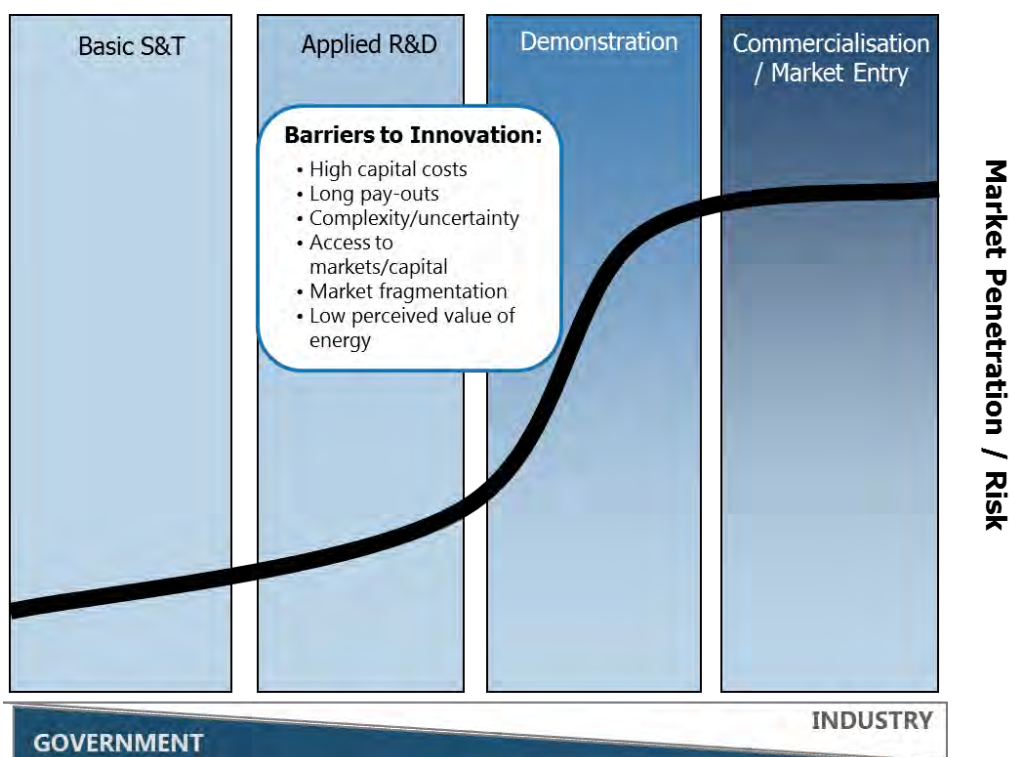 Basic S&T
Applied R&D
Demonstration
Commercialisation
/ Market Entry
Barriers to Innovation:
• High capital costs
• Long pay-outs
• Complexity/uncertainty
• Access to
markets/capital
• Market fragmentation
• Low perceived value of
energy
Market Penetration / Risk
INDUSTRY
GOVERNMENT